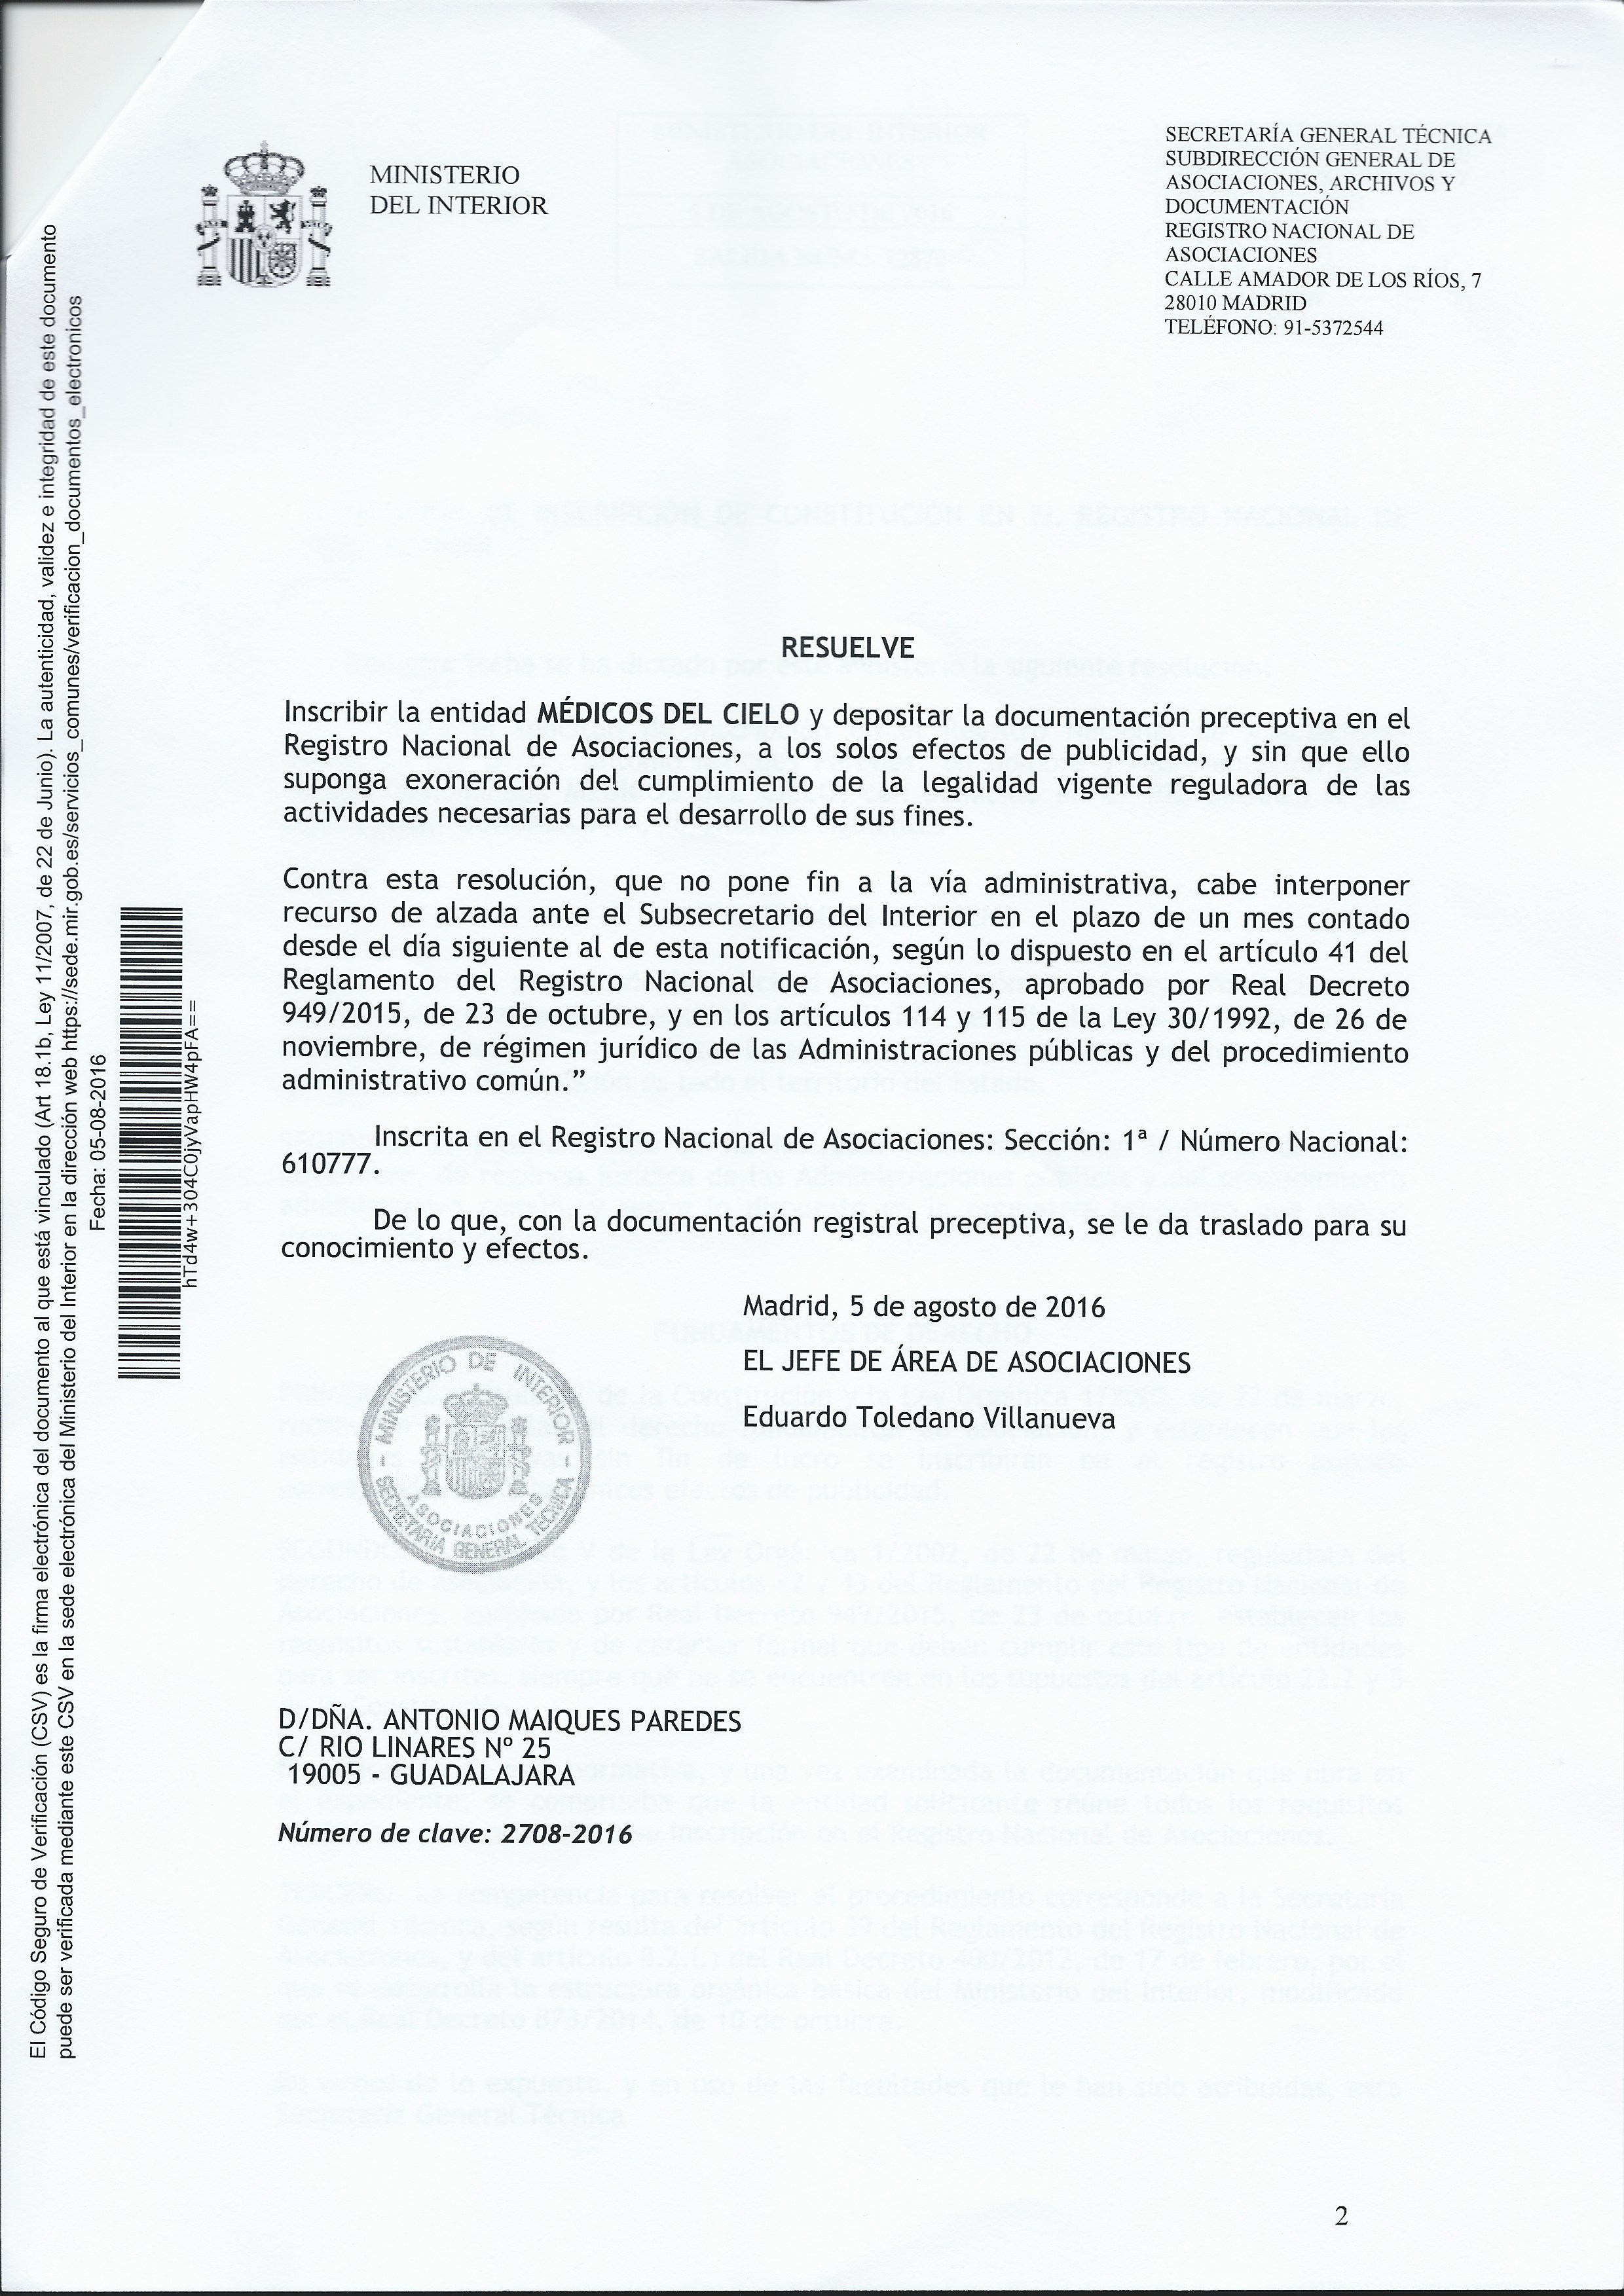 MINISTERIO
DEL INTERIOR
SECRETARÍA GENERAL TÉCNICA
SUBDIRECCIÓN GENERAL DE
ASOCIACIONES, ARCHIVOS Y
DOCUMENTACIÓN
REGISTRO NACIONAL DE
ASOCIACIONES
CALLE AMADOR DE LOS RÍOS, 7
28010 MADRID
TELÉFONO: 91-5372544
El Código Seguro de Verificación (CSV) es la firma electrónica del documento al que está vinculado (Art 18.1b, Ley 11/2007, de 22 de Junio). La autenticidad, validez e integridad de este documento
puede ser verificada mediante este CSV en la sede electrónica del Ministerio del Interior en la dirección web https://sede.mir.gob.es/servicios_comunes/verificacion_documentos_electronicos
Fecha: 05-08-2016
hTd4w+304C0jyVapHW4pFA==
RESUELVE
Inscribir la entidad MÉDICOS DEL CIELO y depositar la documentación preceptiva en el
Registro Nacional de Asociaciones, a los solos efectos de publicidad, y sin que ello
suponga exoneración del cumplimiento de la legalidad vigente reguladora de las
actividades necesarias para el desarrollo de sus fines.
Contra esta resolución, que no pone fin a la vía administrativa, cabe interponer
recurso de alzada ante el Subsecretario del Interior en el plazo de un mes contado
desde el día siguiente al de esta notificación, según lo dispuesto en el artículo 41 del
Reglamento del Registro Nacional de Asociaciones, aprobado por Real Decreto
949/2015, de 23 de octubre, y en los artículos 114 y 115 de la Ley 30/1992, de 26 de
noviembre, de régimen jurídico de las Administraciones públicas y del procedimiento
administrativo común.”
Inscrita en el Registro Nacional de Asociaciones: Sección: 1ª / Número Nacional:
610777.
De lo que, con la documentación registral preceptiva, se le da traslado para su
conocimiento y efectos.
Madrid, 5 de agosto de 2016
EL JEFE DE ÁREA DE ASOCIACIONES
Eduardo Toledano Villanueva
- MINISTERIO DE INTERIOR -
ASOCIACIONES
SECRETARIA GENERAL TECNICA
D/DÑA. ANTONIO MAIQUES PAREDES
C/ RIO LINARES Nº 25
19005 - GUADALAJARA
Número de clave: 2708-2016
2